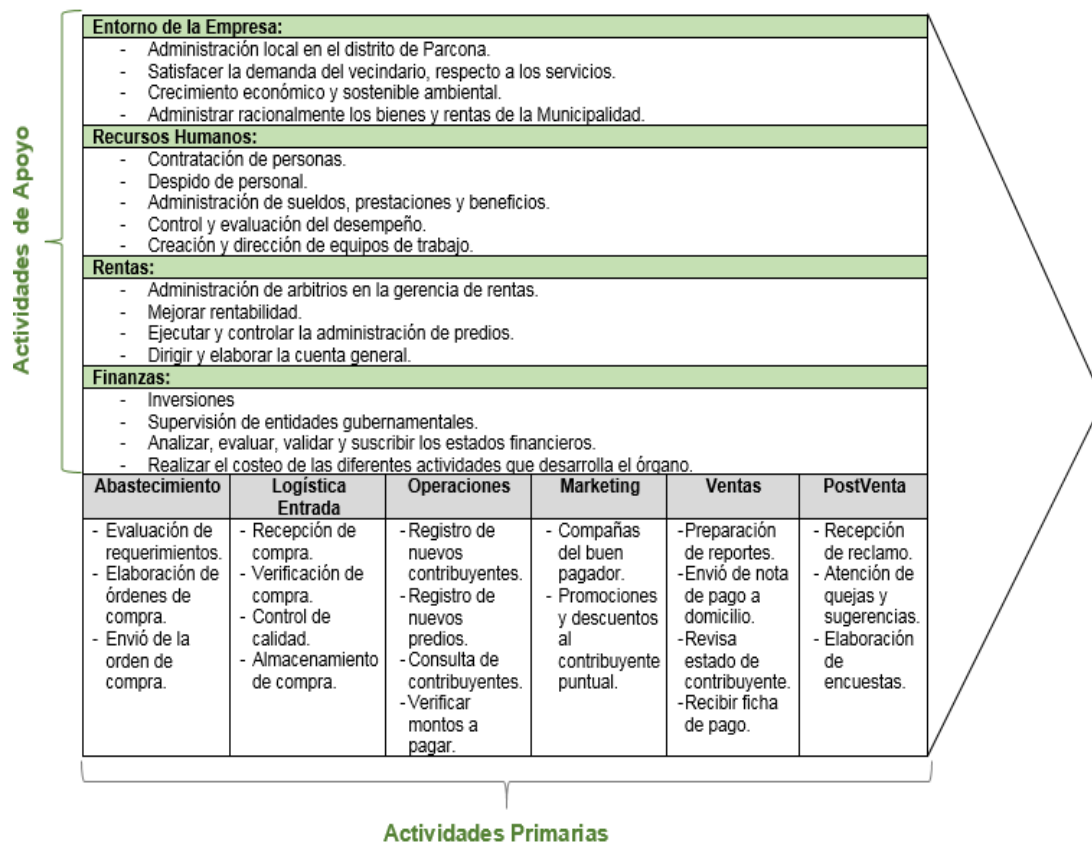 Actividades de Apoyo
Entorno de la Empresa:
- Administración local en el distrito de Parcona.
- Satisfacer la demanda del vecindario, respecto a los servicios.
- Crecimiento económico y sostenible ambiental.
- Administrar racionalmente los bienes y rentas de la Municipalidad.
Recursos Humanos:
- Contratación de personas.
- Despido de personal.
- Administración de sueldos, prestaciones y beneficios.
- Control y evaluación del desempeño.
- Creación y dirección de equipos de trabajo.
Rentas:
- Administración de arbitrios en la gerencia de rentas.
- Mejorar rentabilidad.
- Ejecutar y controlar la administración de predios.
- Dirigir y elaborar la cuenta general.
Finanzas:
- Inversiones
- Supervisión de entidades gubernamentales.
- Analizar, evaluar, validar y suscribir los estados financieros.
- Realizar el costeo de las diferentes actividades que desarrolla el órgano.
Abastecimiento
- Evaluación de
requerimientos.
- Elaboración de
órdenes de
compra.
- Envió de la
orden de
compra.
Logística
Entrada
- Recepción de
compra.
- Verificación de
compra.
- Control de
calidad.
- Almacenamiento
de compra.
Operaciones
- Registro de
nuevos
contribuyentes.
- Registro de
nuevos
predios.
- Consulta de
contribuyentes.
- Verificar
montos a
pagar.
Marketing
- Compañas
del buen
pagador.
- Promociones
y descuentos
al
contribuyente
puntual.
Ventas
- Preparación
de reportes.
- Envió de nota
de pago a
domicilio.
- Revisa
estado de
contribuyente.
- Recibir ficha
de pago.
PostVenta
- Recepción
de reclamo.
- Atención de
quejas y
sugerencias.
- Elaboración
de
encuestas.
Actividades Primarias